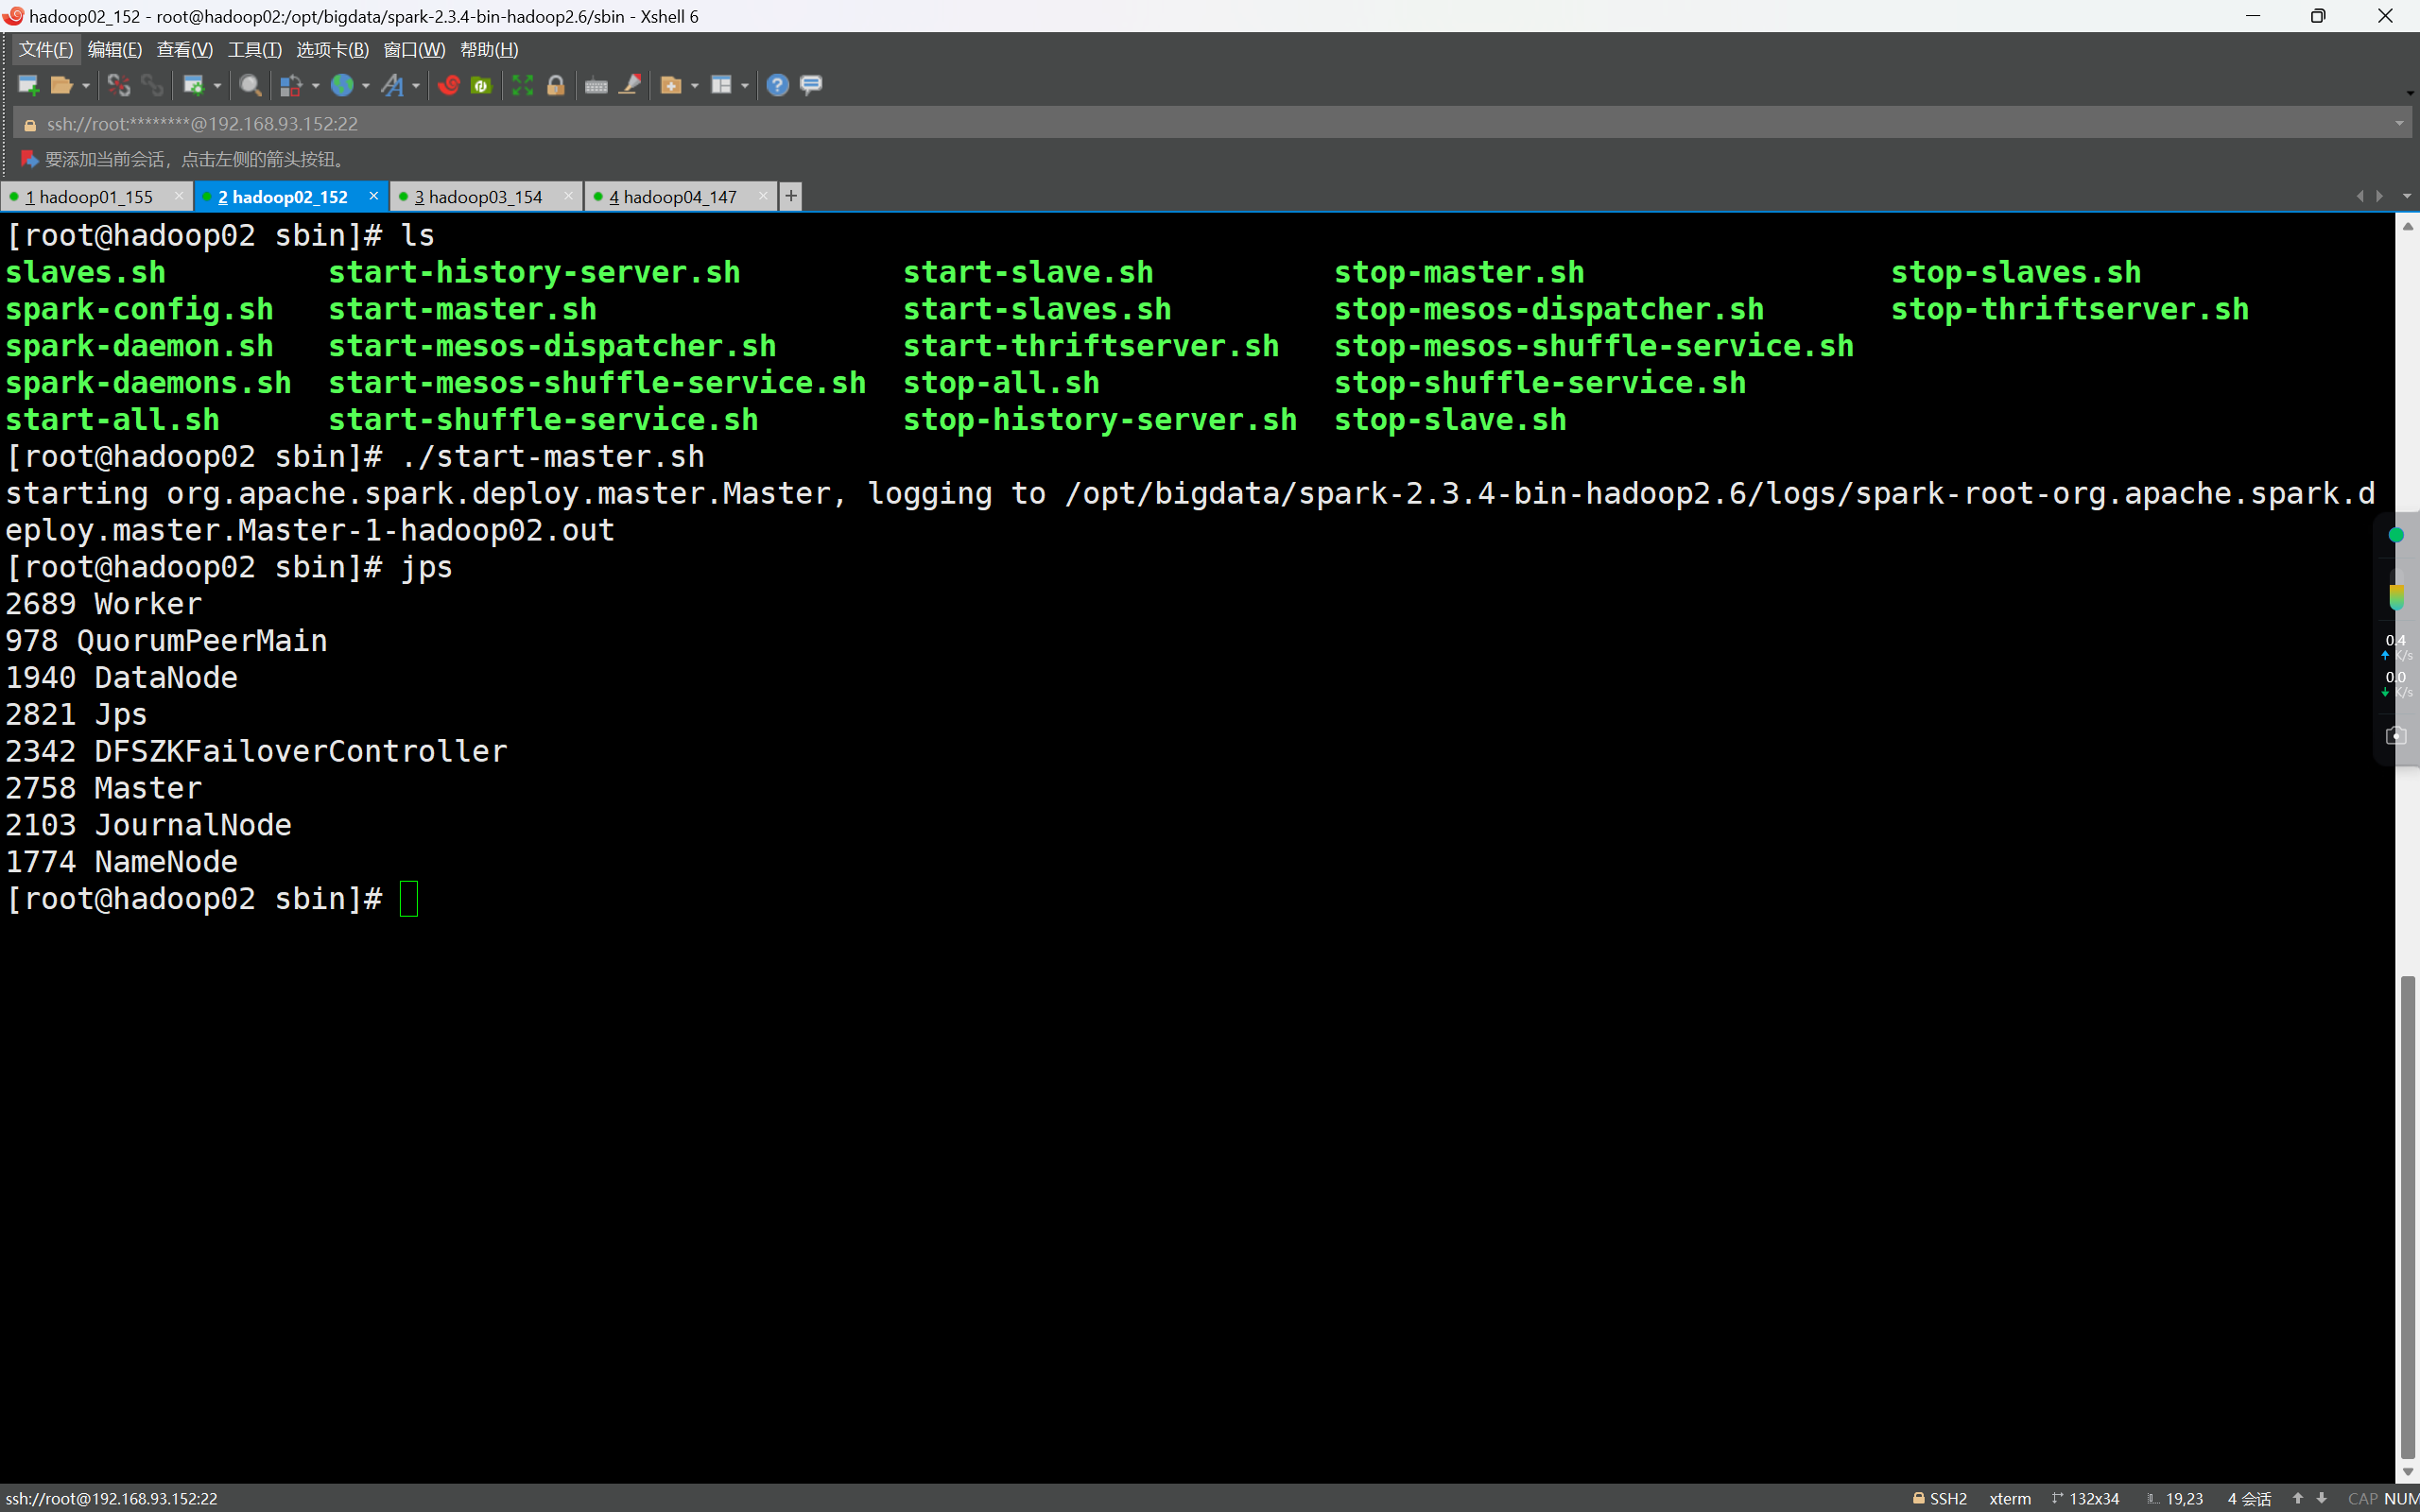 hadoop02_152 - root@hadoop02:/opt/bigdata/spark-2.3.4-bin-hadoop2.6/sbin - Xshell 6
文件(F) 编辑(E) 查看(V) 工具(T) 选项卡(B) 窗口(W) 帮助(H)
ssh://root:********@192.168.93.152:22
要添加当前会话，点击左侧的箭头按钮。
1 hadoop01_155 2 hadoop02_152 3 hadoop03_154 4 hadoop04_147
[root@hadoop02 sbin]# ls
slaves.sh start-history-server.sh start-slave.sh stop-master.sh stop-slaves.sh
spark-config.sh start-master.sh start-slaves.sh stop-mesos-dispatcher.sh stop-thriftserver.sh
spark-daemon.sh start-mesos-dispatcher.sh start-thriftserver.sh stop-mesos-shuffle-service.sh
spark-daemons.sh start-mesos-shuffle-service.sh stop-all.sh stop-shuffle-service.sh
start-all.sh start-shuffle-service.sh stop-history-server.sh stop-slave.sh
[root@hadoop02 sbin]# ./start-master.sh
starting org.apache.spark.deploy.master.Master, logging to /opt/bigdata/spark-2.3.4-bin-hadoop2.6/logs/spark-root-org.apache.spark.d
eploy.master.Master-1-hadoop02.out
[root@hadoop02 sbin]# jps
2689 Worker
978 QuorumPeerMain
1940 DataNode
2821 Jps
2342 DFSZKFailoverController
2758 Master
2103 JournalNode
1774 NameNode
[root@hadoop02 sbin]#
0.4
K/s
0.0
K/s
ssh://root@192.168.93.152:22 SSH2 xterm 132x34 19,23 4 会话 CAP NUM